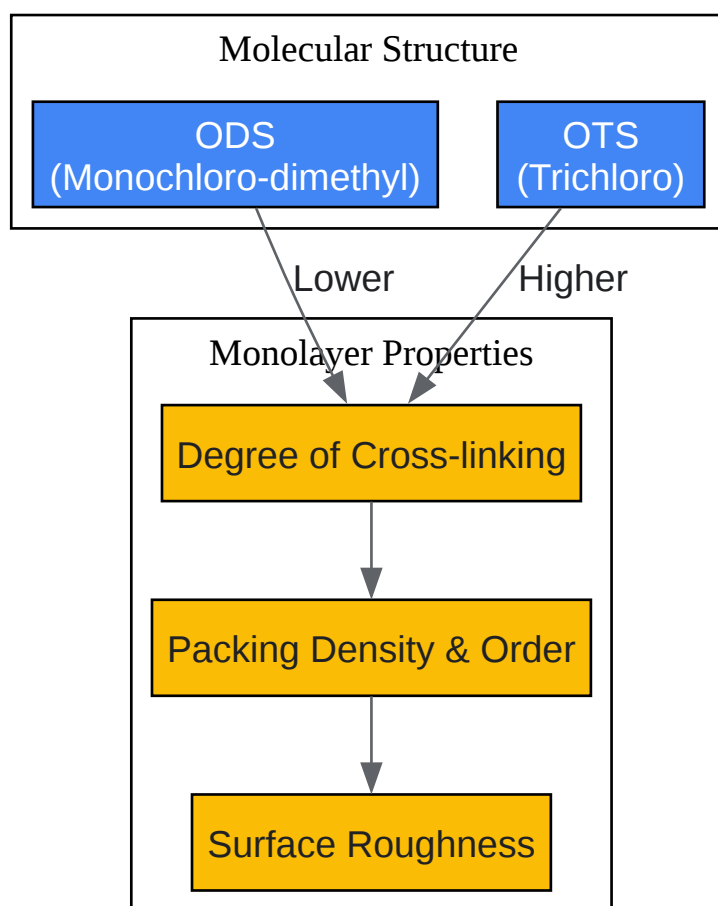 Molecular Structure
ODS
(Monochloro-dimethyl)
OTS
(Trichloro)
Lower
Higher
Monolayer Properties
Degree of Cross-linking
Packing Density & Order
Surface Roughness